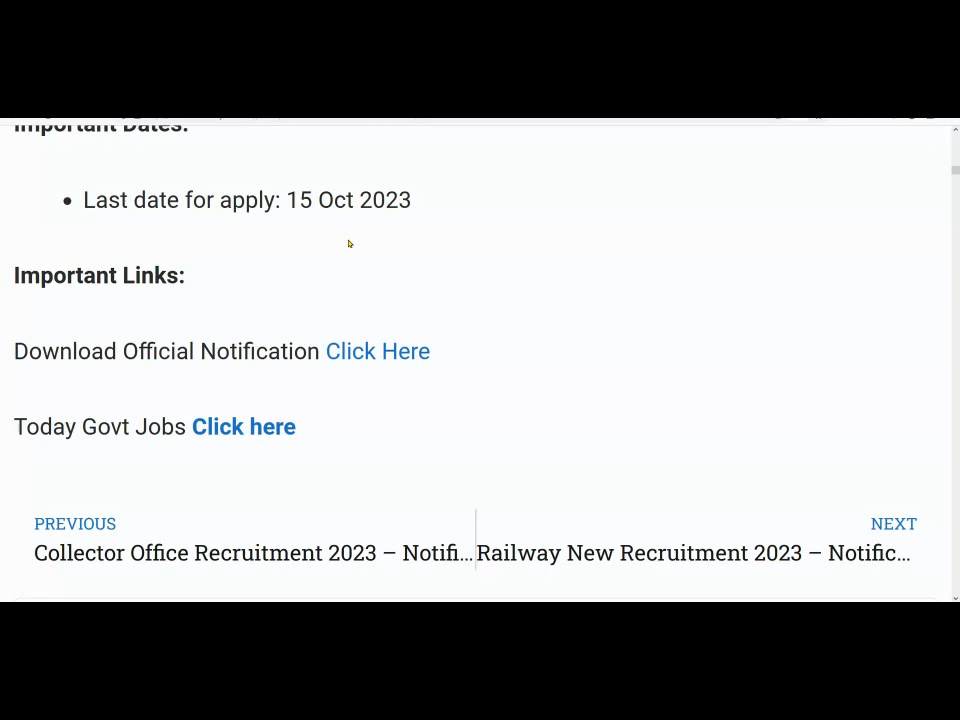 Important Dates:
Last date for apply: 15 Oct 2023
Important Links:
Download Official Notification Click Here
Today Govt Jobs Click here
PREVIOUS
Collector Office Recruitment 2023 – Notifi...
NEXT
Railway New Recruitment 2023 – Notific...